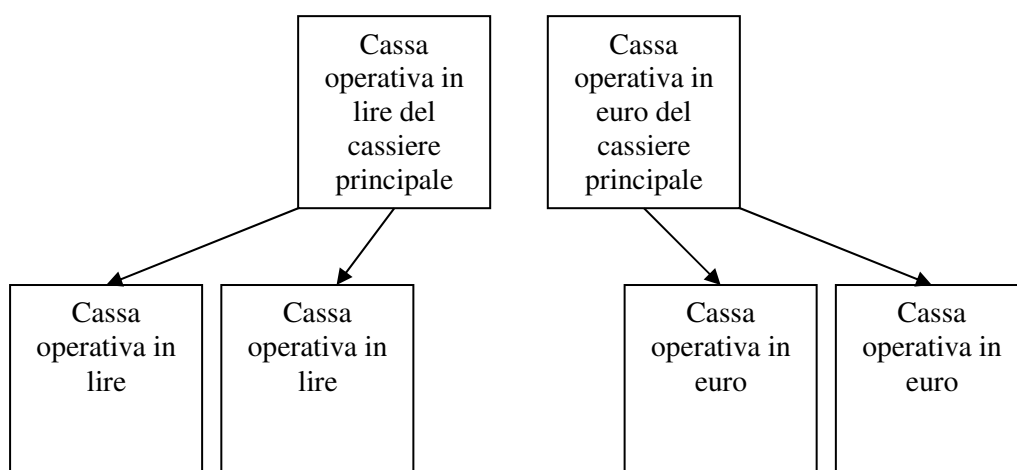 Cassa
operativa in
lire del
cassiere
principale
Cassa
operativa in
euro del
cassiere
principale
Cassa
operativa in
lire
Cassa
operativa in
lire
Cassa
operativa in
euro
Cassa
operativa in
euro